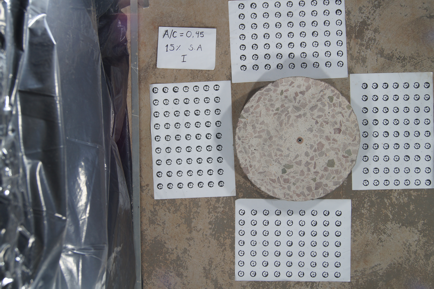 A/C = 0.45
15% S.A
I